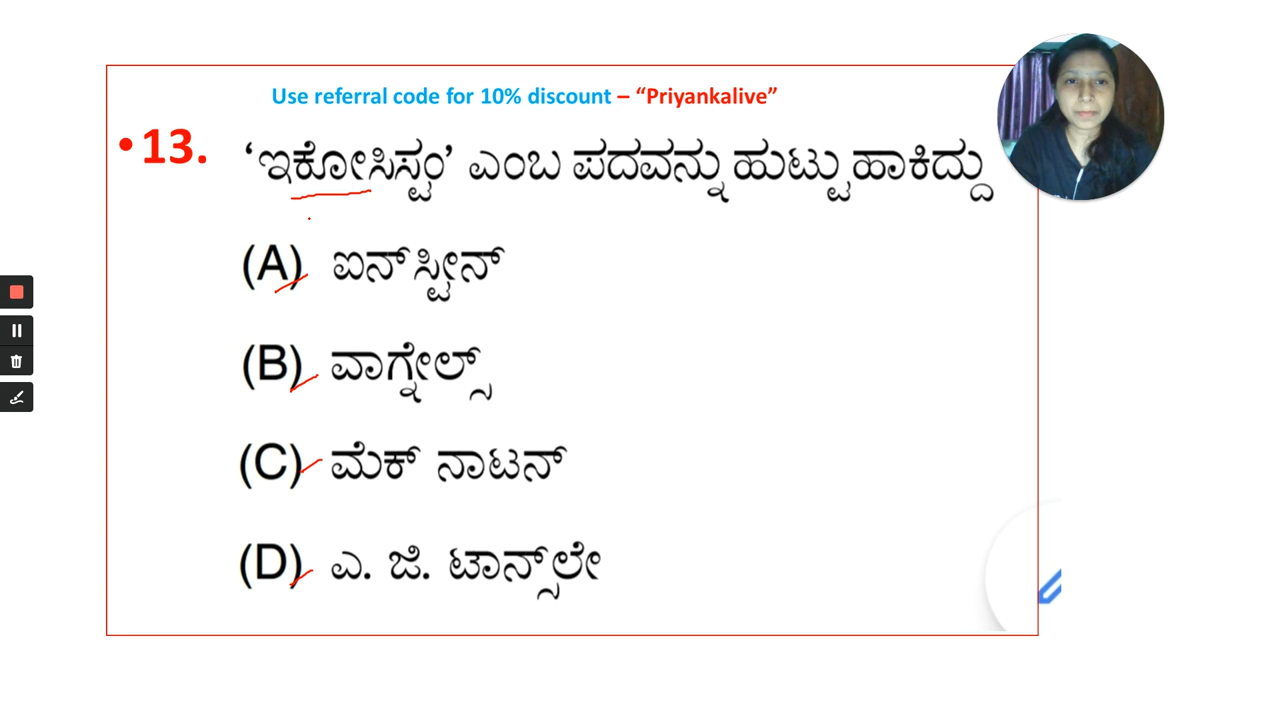 Use referral code for 10% discount – “Priyankalive”
• 13. ‘ಇಕೋಸಿಸ್ಟಂ’ ಎಂಬ ಪದವನ್ನು ಹುಟ್ಟು ಹಾಕಿದ್ದು
(A) ಐನ್‌ಸ್ಟೀನ್
(B) ವಾಗ್ನೇಲ್ಸ್
(C) ಮೆಕ್ ನಾಟನ್
(D) ಎ. ಜಿ. ಟಾನ್ಸ್‌ಲೇ